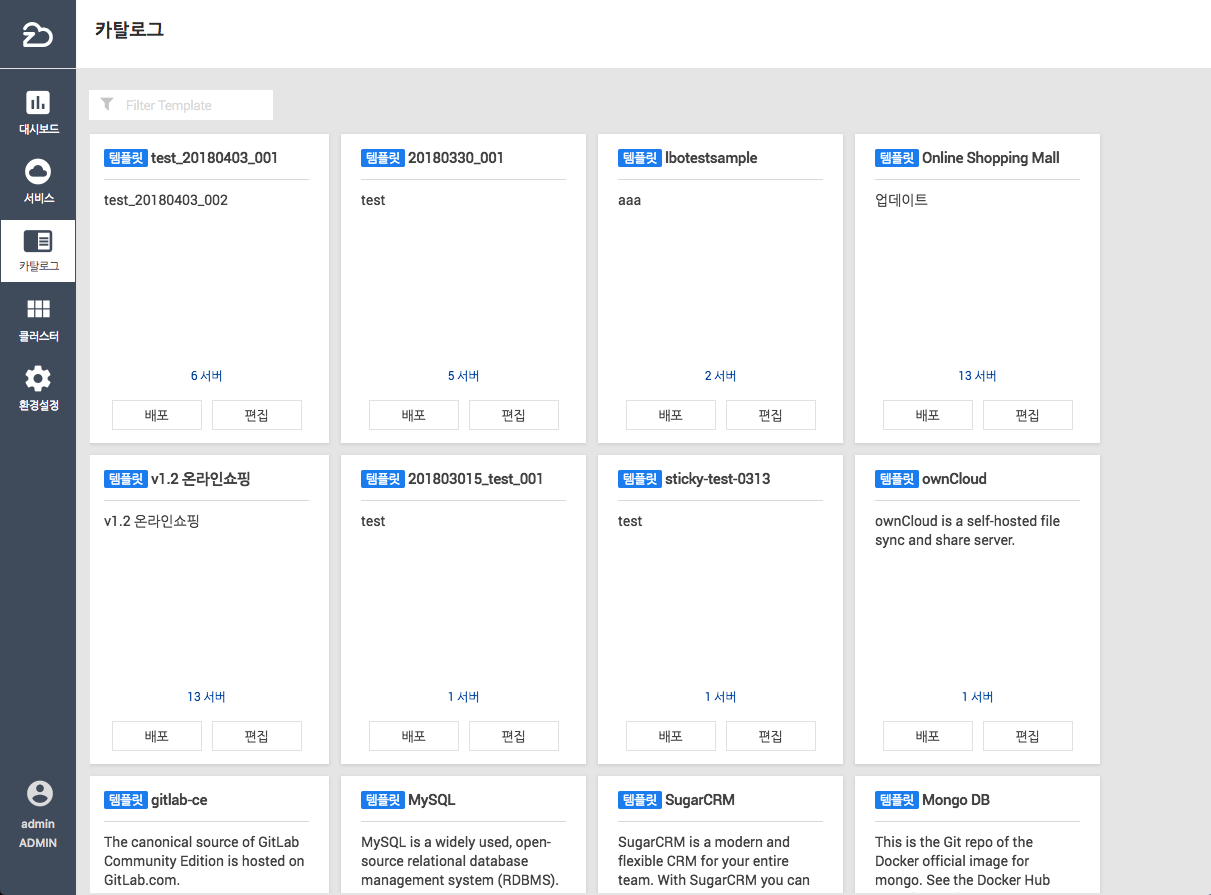 카탈로그
대시보드
서비스
카탈로그
클러스터
환경설정
admin
ADMIN
Filter Template
템플릿 test_20180403_001
test_20180403_002
6 서버
배포 편집
템플릿 20180330_001
test
5 서버
배포 편집
템플릿 lbotestsample
aaa
2 서버
배포 편집
템플릿 Online Shopping Mall
업데이트
13 서버
배포 편집
템플릿 v1.2 온라인쇼핑
v1.2 온라인쇼핑
13 서버
배포 편집
템플릿 201803015_test_001
test
1 서버
배포 편집
템플릿 sticky-test-0313
test
1 서버
배포 편집
템플릿 ownCloud
ownCloud is a self-hosted file
sync and share server.
1 서버
배포 편집
템플릿 gitlab-ce
The canonical source of GitLab
Community Edition is hosted on
GitLab.com.
템플릿 MySQL
MySQL is a widely used, open-
source relational database
management system (RDBMS).
템플릿 SugarCRM
SugarCRM is a modern and
flexible CRM for your entire
team. With SugarCRM you can
템플릿 Mongo DB
This is the Git repo of the
Docker official image for
mongo. See the Docker Hub